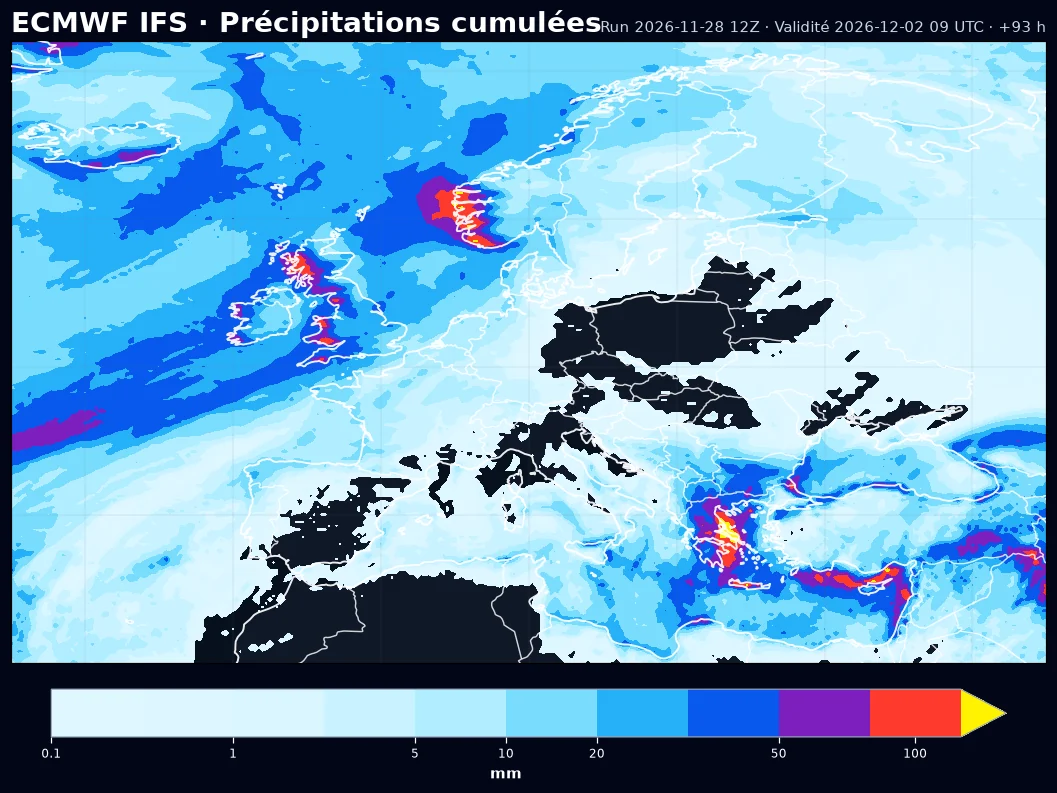 ECMWF IFS · Précipitations cumulées
Run 2026-11-28 12Z · Validité 2026-12-02 09 UTC · +93 h
0.1 1 5 10 20 50 100
mm